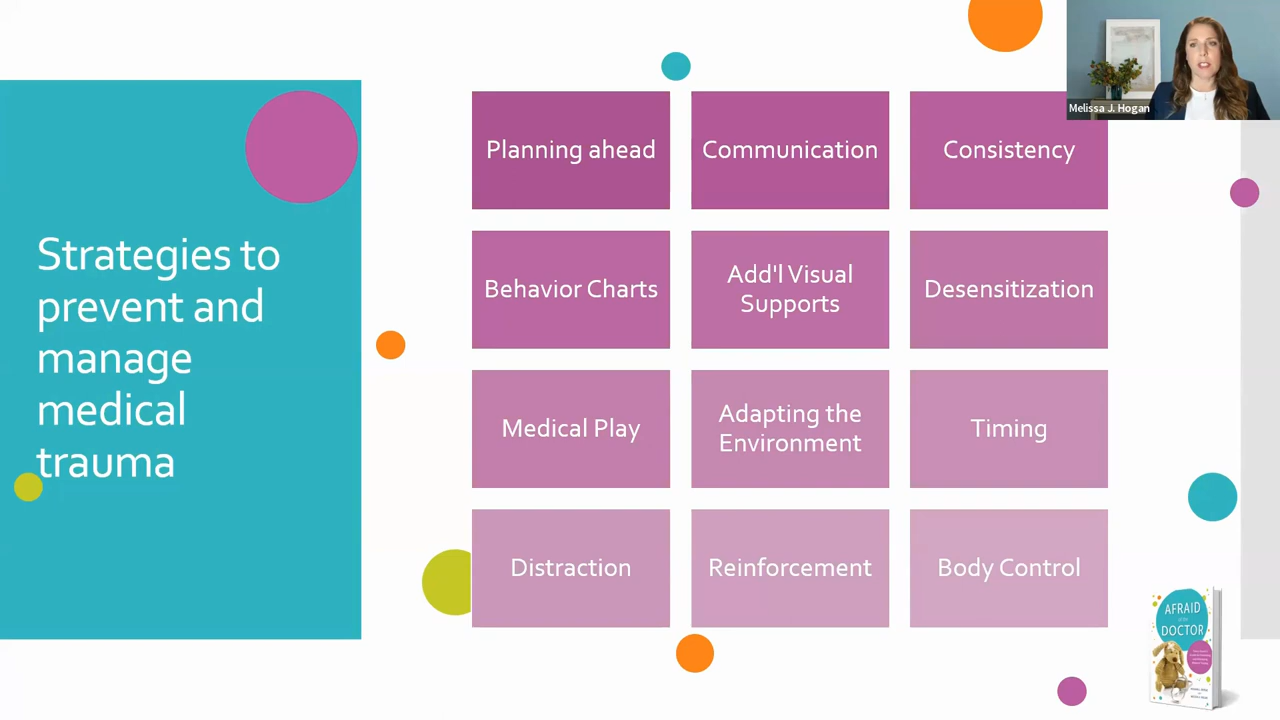 Melissa J. Hogan
Strategies to
prevent and
manage
medical
trauma
Planning ahead
Communication
Consistency
Behavior Charts
Add'l Visual
Supports
Desensitization
Medical Play
Adapting the
Environment
Timing
Distraction
Reinforcement
Body Control
AFRAID
of the
DOCTOR